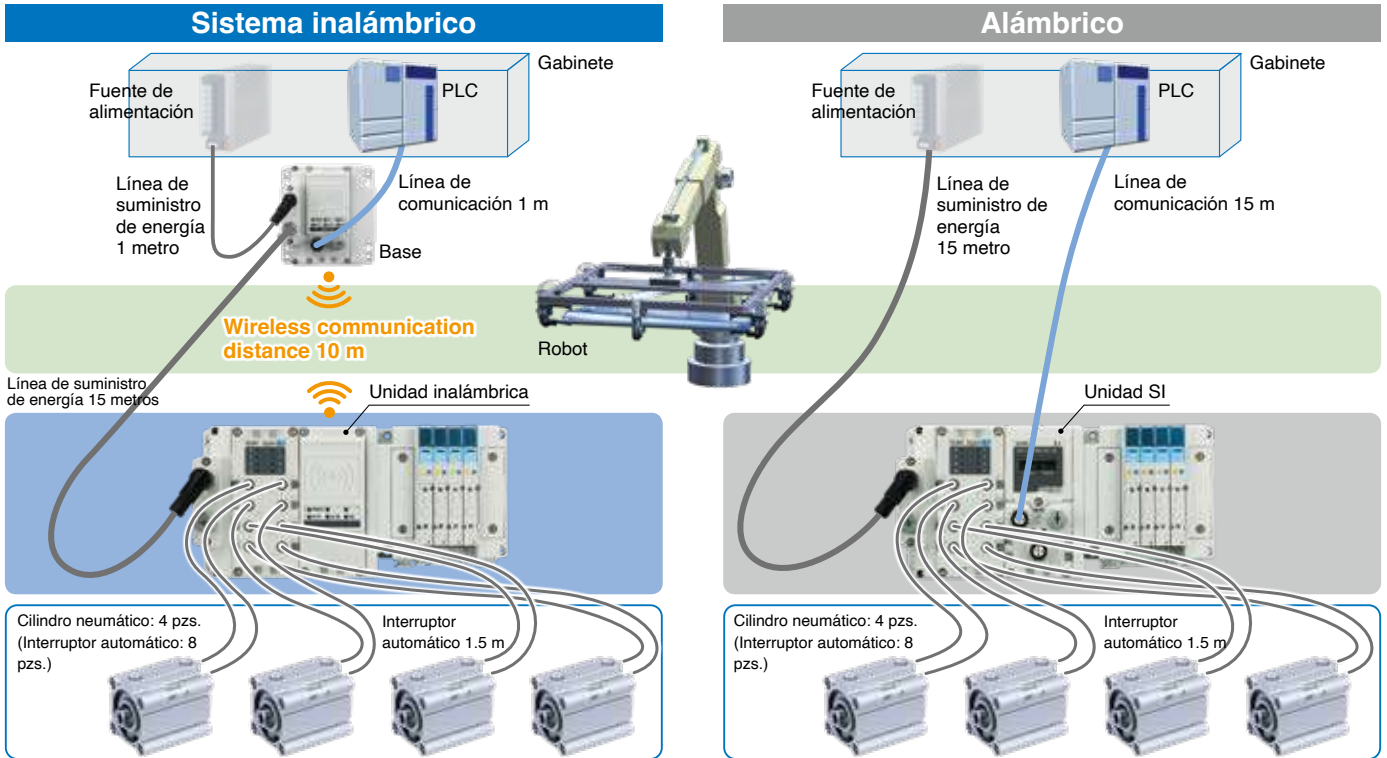 Sistema inalámbrico
Gabinete
Fuente de
alimentación
PLC
Línea de
suministro
de energía
1 metro
Línea de
comunicación 1 m
Base
Wireless communication
distance 10 m
Robot
Línea de suministro
de energía 15 metros
Unidad inalámbrica
Cilindro neumático: 4 pzs.
(Interruptor automático: 8
pzs.)
Interruptor
automático 1.5 m
Alámbrico
Gabinete
Fuente de
alimentación
PLC
Línea de
suministro de
energía
15 metro
Línea de
comunicación 15 m
Unidad SI
Cilindro neumático: 4 pzs.
(Interruptor automático: 8
pzs.)
Interruptor
automático 1.5 m